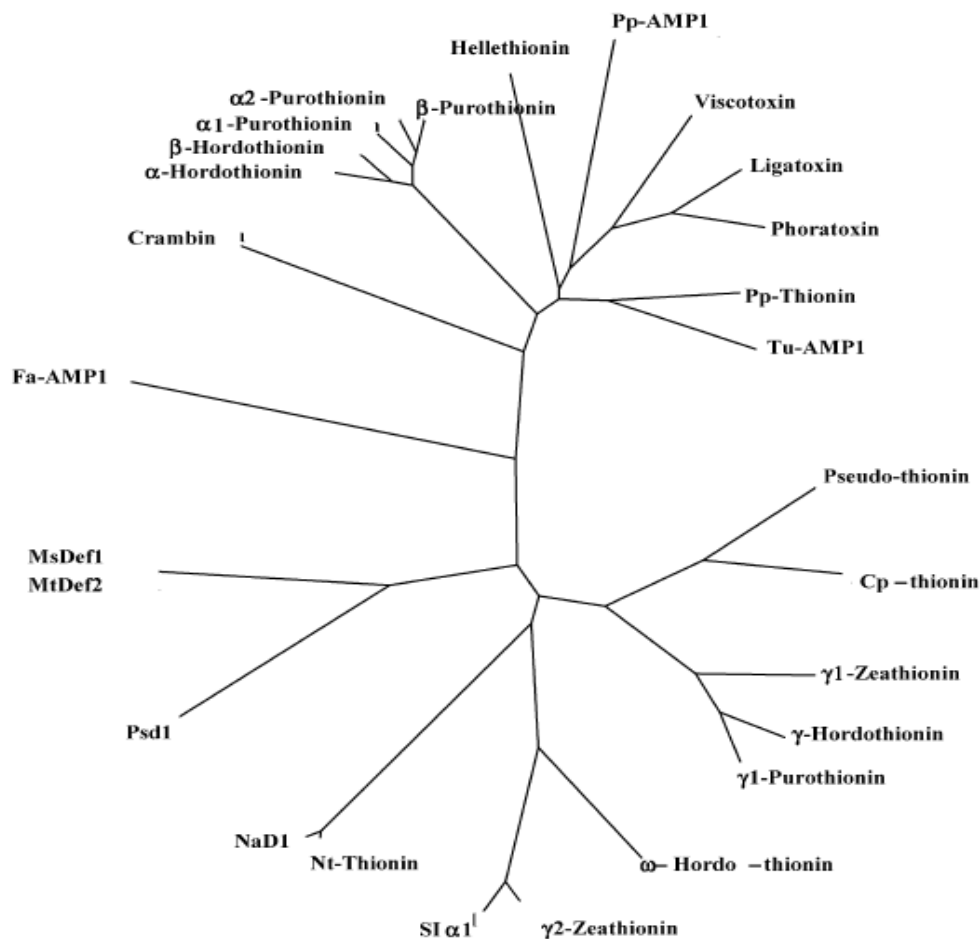 Pp-AMP1
Hellethionin
α2 -Purothionin
β-Purothionin
Viscotoxin
α1-Purothionin
β-Hordothionin
α-Hordothionin
Ligatoxin
Crambin
Phoratoxin
Pp-Thionin
Tu-AMP1
Fa-AMP1
Pseudo-thionin
MsDef1
MtDef2
Cp –thionin
γ1-Zeathionin
Psd1
γ-Hordothionin
γ1-Purothionin
NaD1
Nt-Thionin
ω– Hordo –thionin
SI α1
γ2-Zeathionin